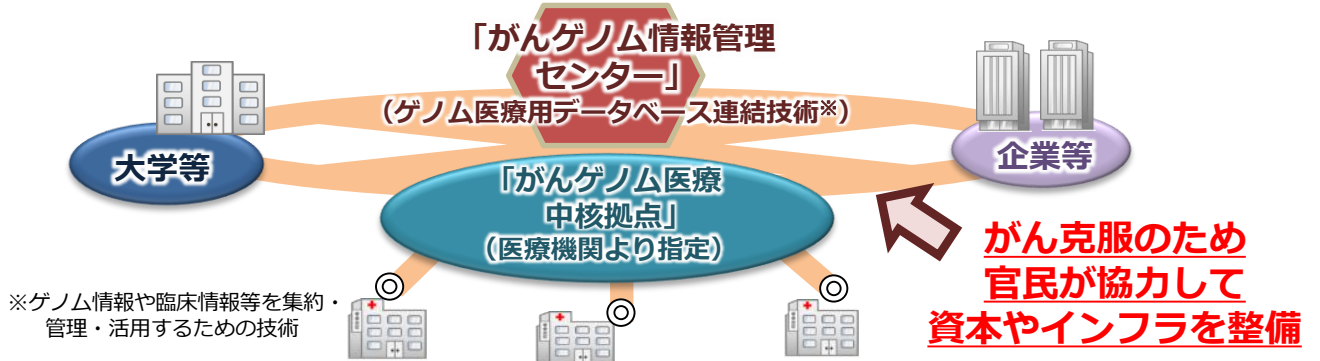 「がんゲノム情報管理
センター」
（ゲノム医療用データベース連結技術※）
大学等
企業等
「がんゲノム医療
中核拠点」
（医療機関より指定）
がん克服のため
官民が協力して
資本やインフラを整備
※ゲノム情報や臨床情報等を集約・
管理・活用するための技術